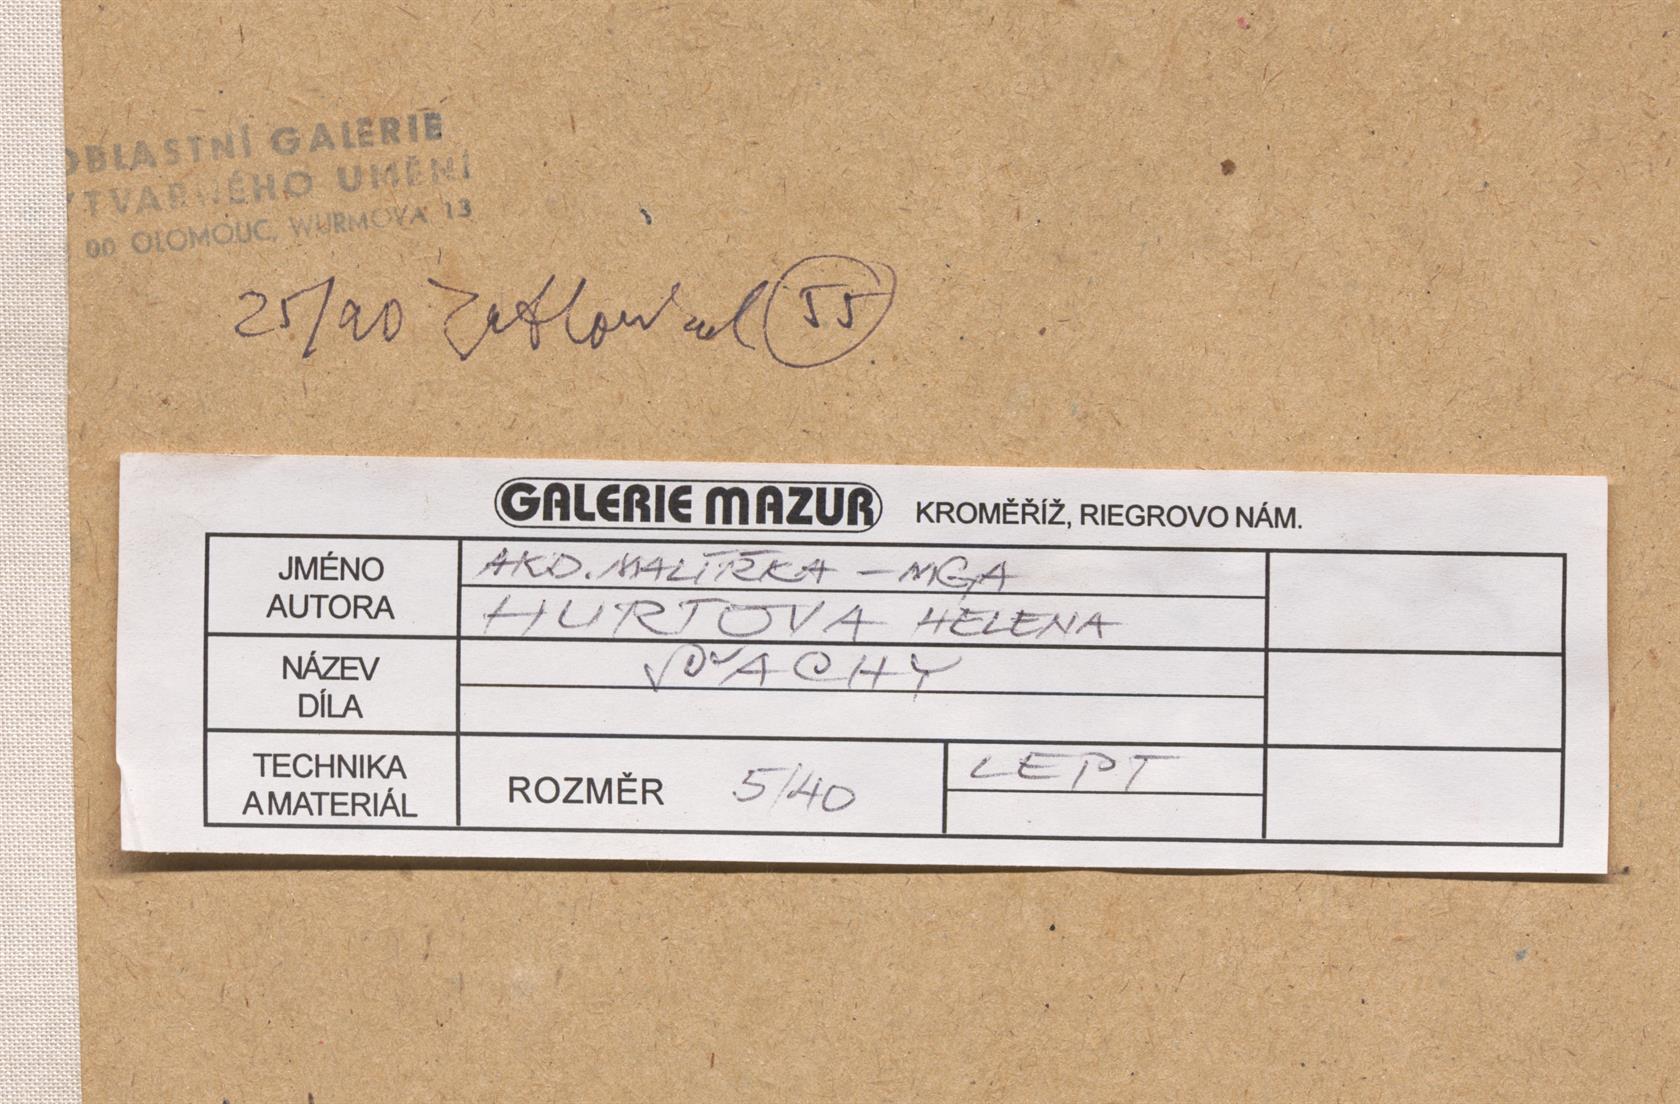 OBLASTNÍ GALERIE
VÝTVARNÉHO UMĚNÍ
00 OLOMOUC, WURMOVA 13
25/90 55
GALERIE MAZUR KROMĚŘÍŽ, RIEGROVO NÁM.
JMÉNO AUTORA
AKD. MALÍŘKA - MGA
HURTOVA HELENA
NÁZEV DÍLA
TECHNIKA A MATERIÁL
ROZMĚR 5/40 LEPT